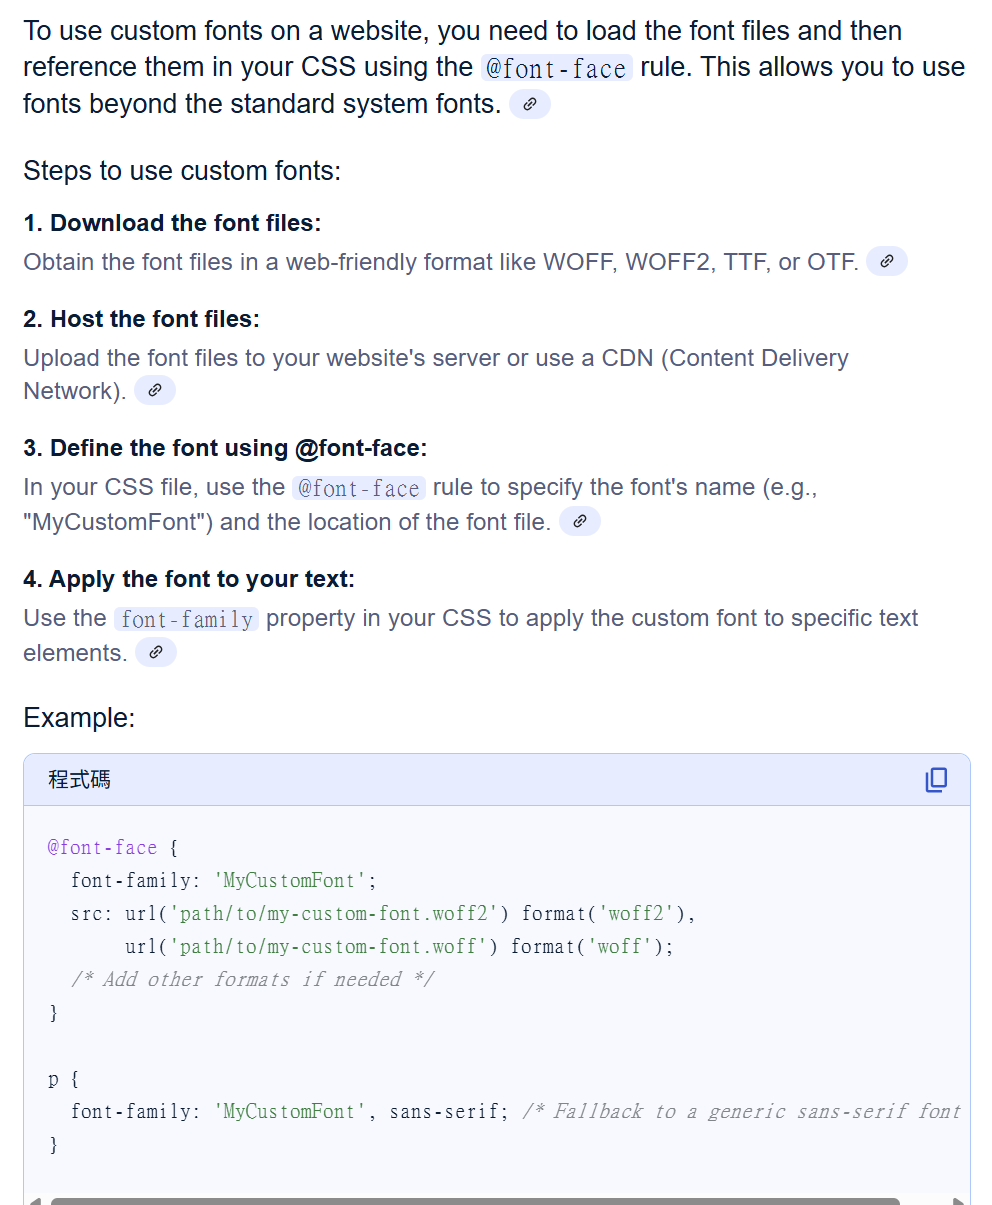 To use custom fonts on a website, you need to load the font files and then
reference them in your CSS using the @font-face rule. This allows you to use
fonts beyond the standard system fonts.
Steps to use custom fonts:
1. Download the font files:
Obtain the font files in a web-friendly format like WOFF, WOFF2, TTF, or OTF.
2. Host the font files:
Upload the font files to your website's server or use a CDN (Content Delivery
Network).
3. Define the font using @font-face:
In your CSS file, use the @font-face rule to specify the font's name (e.g.,
"MyCustomFont") and the location of the font file.
4. Apply the font to your text:
Use the font-family property in your CSS to apply the custom font to specific text
elements.
Example:
程式碼
@font-face {
  font-family: 'MyCustomFont';
  src: url('path/to/my-custom-font.woff2') format('woff2'),
       url('path/to/my-custom-font.woff') format('woff');
  /* Add other formats if needed */
}
p {
  font-family: 'MyCustomFont', sans-serif; /* Fallback to a generic sans-serif font
}